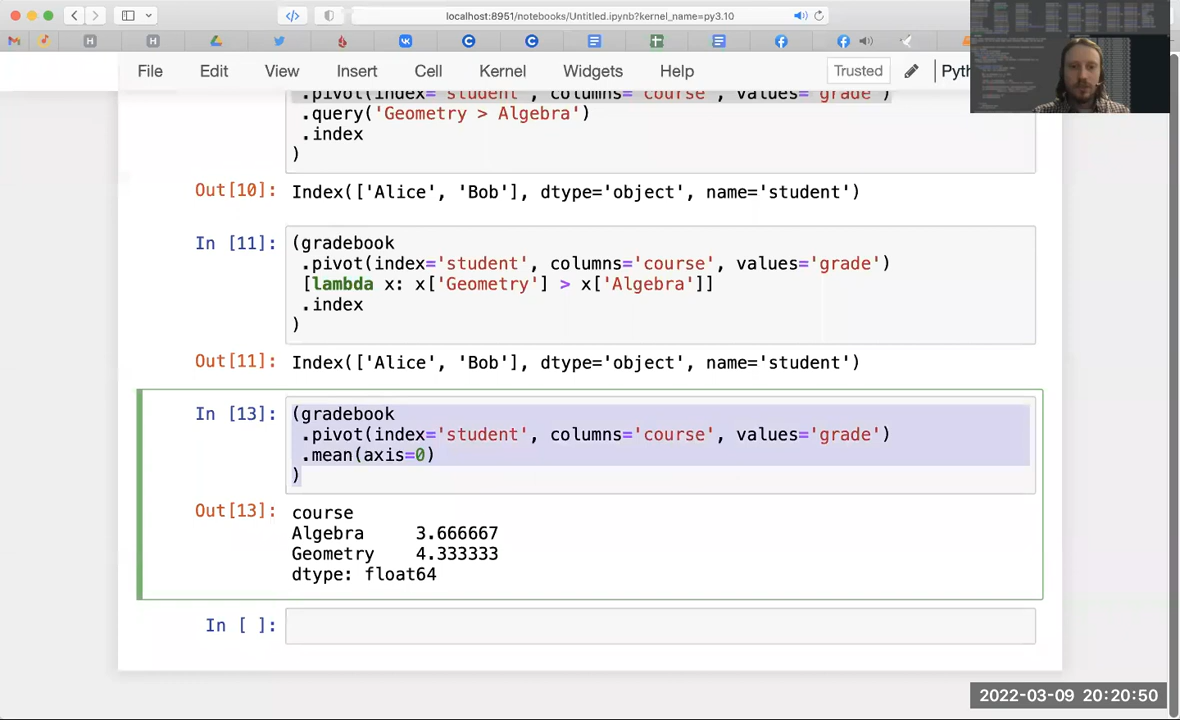 localhost:8951/notebooks/Untitled.ipynb?kernel_name=py3.10
File Edit View Insert Cell Kernel Widgets Help Trusted Pyth
.pivot(index='student', columns='course', values='grade')
.query('Geometry > Algebra')
.index
)
Out[10]: Index(['Alice', 'Bob'], dtype='object', name='student')
In [11]: (gradebook
.pivot(index='student', columns='course', values='grade')
[lambda x: x['Geometry'] > x['Algebra']]
.index
)
Out[11]: Index(['Alice', 'Bob'], dtype='object', name='student')
In [13]: (gradebook
.pivot(index='student', columns='course', values='grade')
.mean(axis=0)
)
Out[13]: course
Algebra 3.666667
Geometry 4.333333
dtype: float64
In [ ]:
2022-03-09 20:20:50